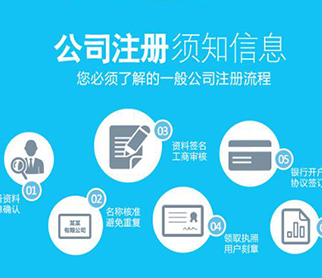 公司注册须知信息
您必须了解的一般公司注册流程
01
资料
确认
02
某某
有限公司
名称核准
避免重复
03
资料签名
工商审核
04
领取执照
用户刻章
05
银行开户
协议签订